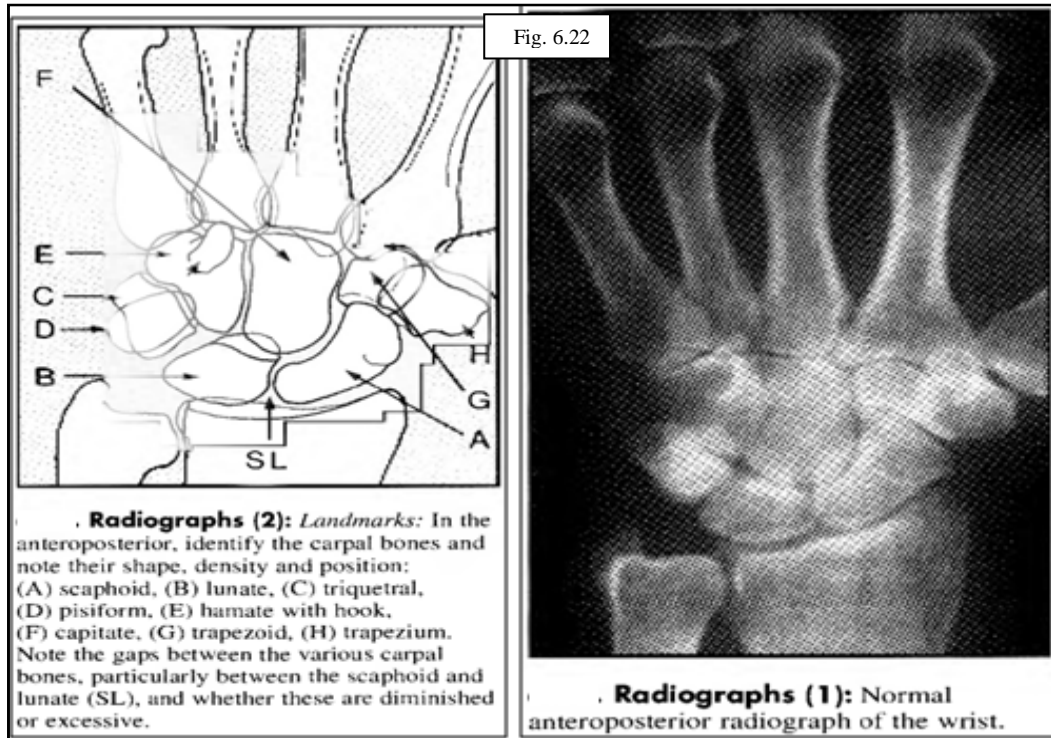 Fig. 6.22
F
E
C
D
B
SL
H
G
A
. Radiographs (2): Landmarks: In the
anteroposterior, identify the carpal bones and
note their shape, density and position:
(A) scaphoid, (B) lunate, (C) triquetral,
(D) pisiform, (E) hamate with hook,
(F) capitate, (G) trapezoid, (H) trapezium.
Note the gaps between the various carpal
bones, particularly between the scaphoid and
lunate (SL), and whether these are diminished
or excessive.
. Radiographs (1): Normal
anteroposterior radiograph of the wrist.